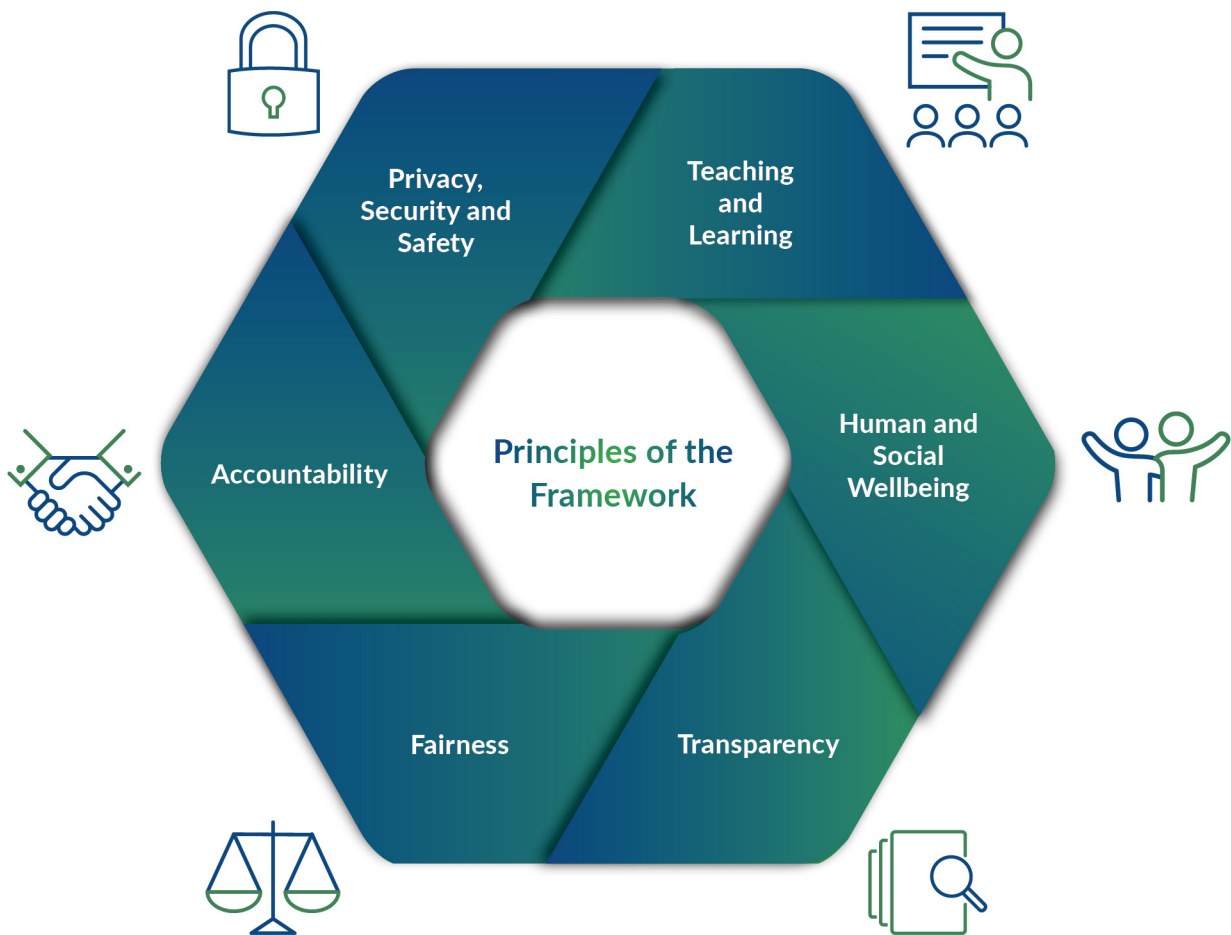 Privacy,
Security and
Safety
Teaching
and
Learning
Accountability
Principles of the
Framework
Human and
Social
Wellbeing
Fairness
Transparency